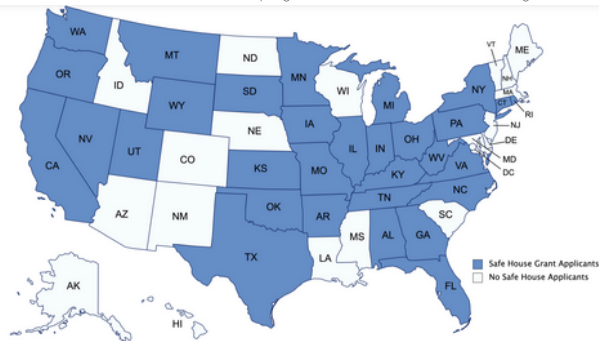 WA
MT
ND
MN
VT
ME
OR
ID
SD
WI
NH
WY
MI
NY
MA
CT
RI
NE
IA
PA
NJ
NV
UT
IL
IN
OH
DE
CO
WV
MD
CA
KS
MO
KY
VA
DC
TN
NC
OK
AR
AZ
NM
SC
MS
AL
GA
TX
LA
Safe House Grant Applicants
No Safe House Applicants
AK
FL
HI